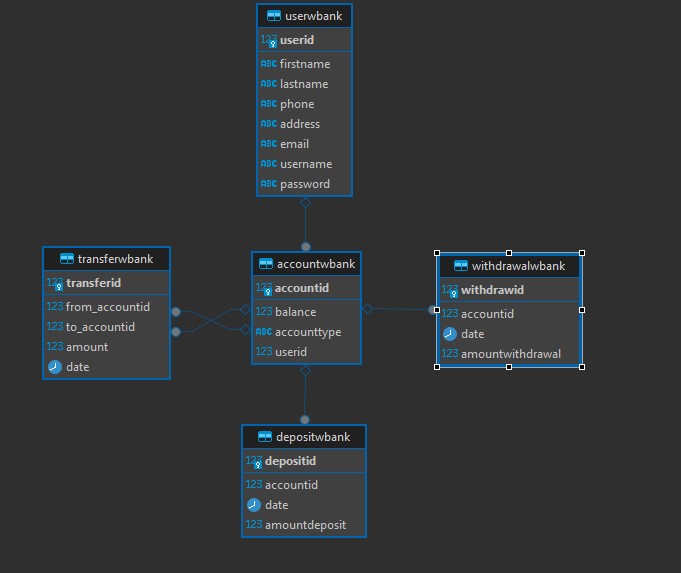 userwbank
123 userid
ABC firstname
ABC lastname
ABC phone
ABC address
ABC email
ABC username
ABC password
transferwbank
123 transferid
123 from_accountid
123 to_accountid
123 amount
date
accountwbank
123 accountid
123 balance
ABC accounttype
123 userid
withdrawalwbank
123 withdrawid
123 accountid
date
123 amountwithdrawal
depositwbank
123 depositid
123 accountid
date
123 amountdeposit